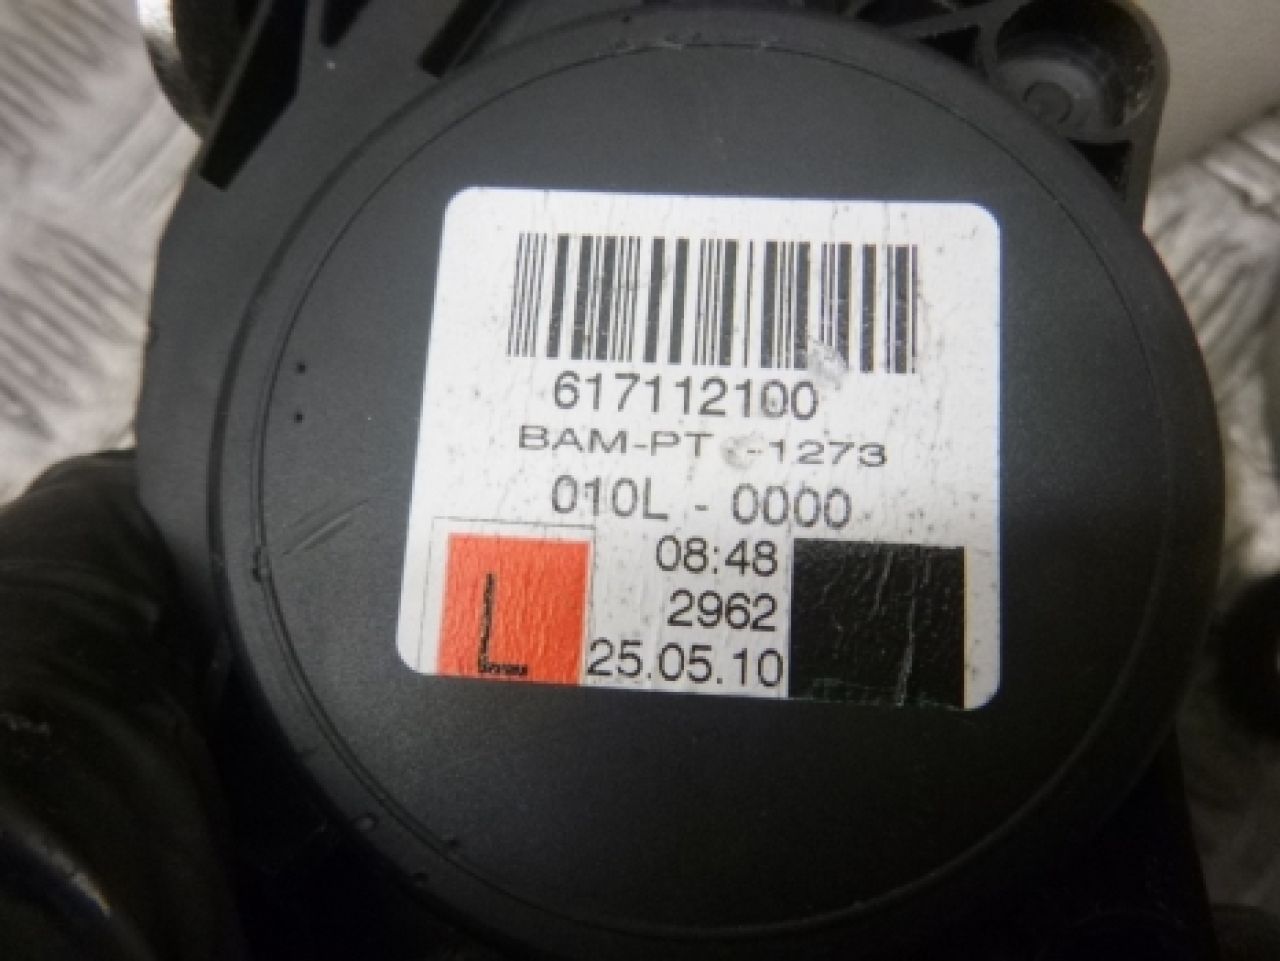 617112100
BAM-PT -1273
010L - 0000
08:48
2962
L 25.05.10